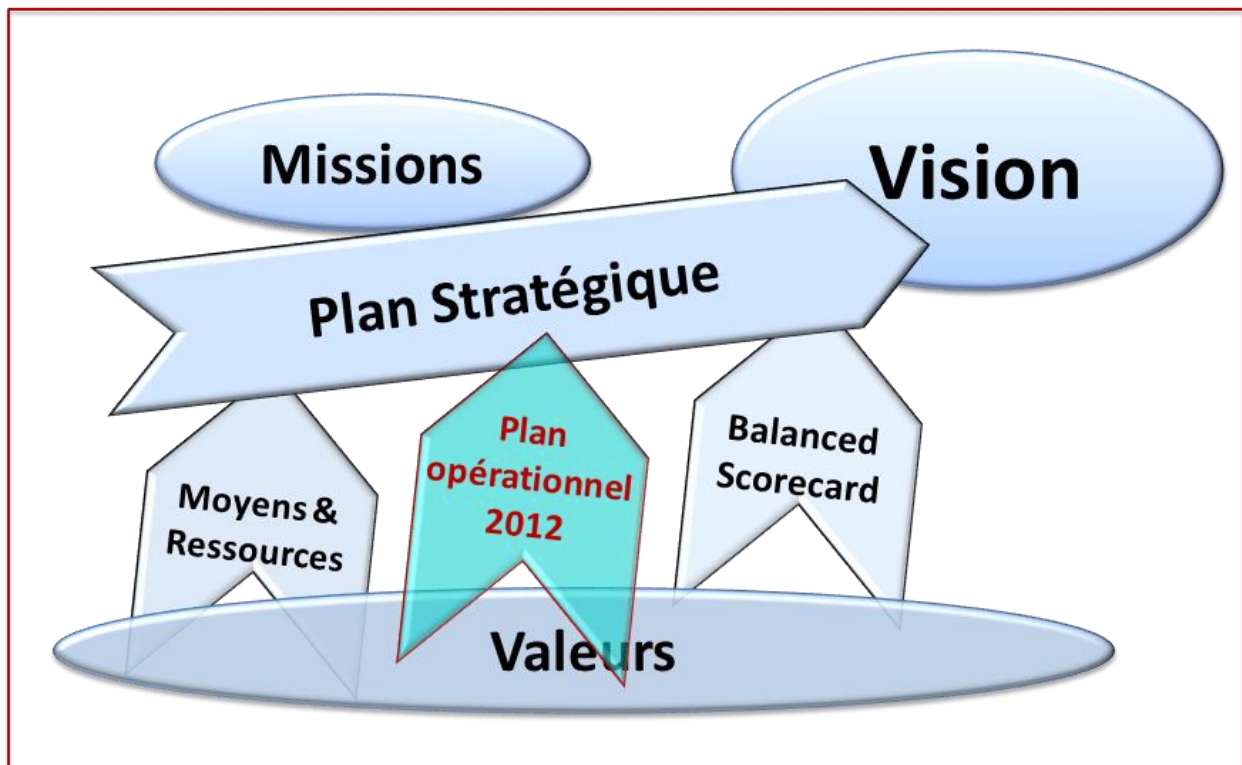 Missions
Vision
Plan Stratégique
Moyens &
Ressources
Plan
opérationnel
2012
Balanced
Scorecard
Valeurs